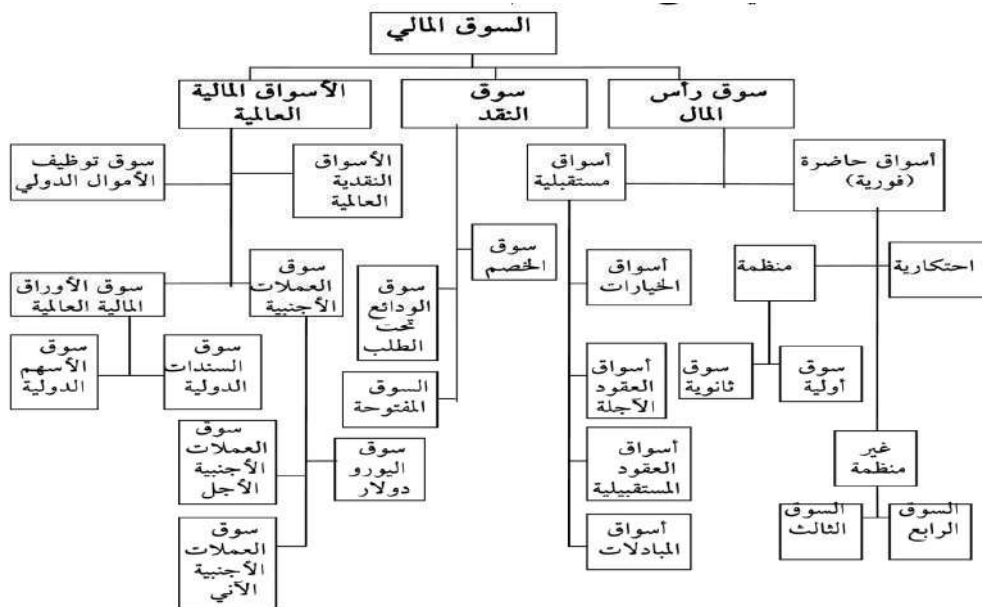 السوق المالي
سوق رأس
المال
سوق
النقد
الأسواق المالية
العالمية
أسواق حاضرة
(فورية)
أسواق
مستقبلية
الأسواق
النقدية
العالمية
سوق توظيف
الأموال الدولي
احتكارية
منظمة
أسواق
الخيارات
سوق
الخصم
سوق
العملات
الأجنبية
سوق الأوراق
المالية العالمية
سوق
الودائع
تحت
الطلب
سوق
أولية
سوق
ثانوية
أسواق
العقود
الآجلة
السوق
المفتوحة
سوق
السندات
الدولية
سوق
الأسهم
الدولية
غير
منظمة
أسواق
العقود
المستقبيلية
سوق
اليورو
دولار
سوق
العملات
الأجنبية
الأجل
السوق
الرابع
السوق
الثالث
أسواق
المبادلات
سوق
العملات
الأجنبية
الآني